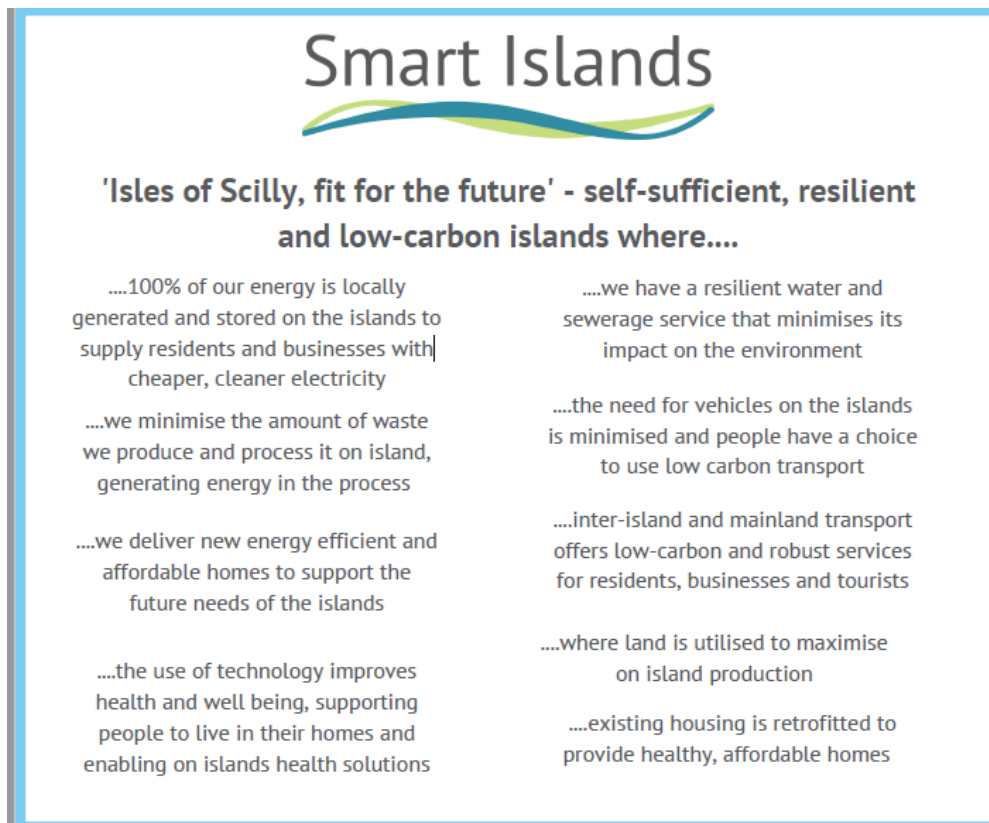 Smart Islands
'Isles of Scilly, fit for the future' - self-sufficient, resilient
and low-carbon islands where....
....100% of our energy is locally
generated and stored on the islands to
supply residents and businesses with
cheaper, cleaner electricity
....we minimise the amount of waste
we produce and process it on island,
generating energy in the process
....we deliver new energy efficient and
affordable homes to support the
future needs of the islands
....the use of technology improves
health and well being, supporting
people to live in their homes and
enabling on islands health solutions
....we have a resilient water and
sewerage service that minimises its
impact on the environment
....the need for vehicles on the islands
is minimised and people have a choice
to use low carbon transport
....inter-island and mainland transport
offers low-carbon and robust services
for residents, businesses and tourists
....where land is utilised to maximise
on island production
....existing housing is retrofitted to
provide healthy, affordable homes